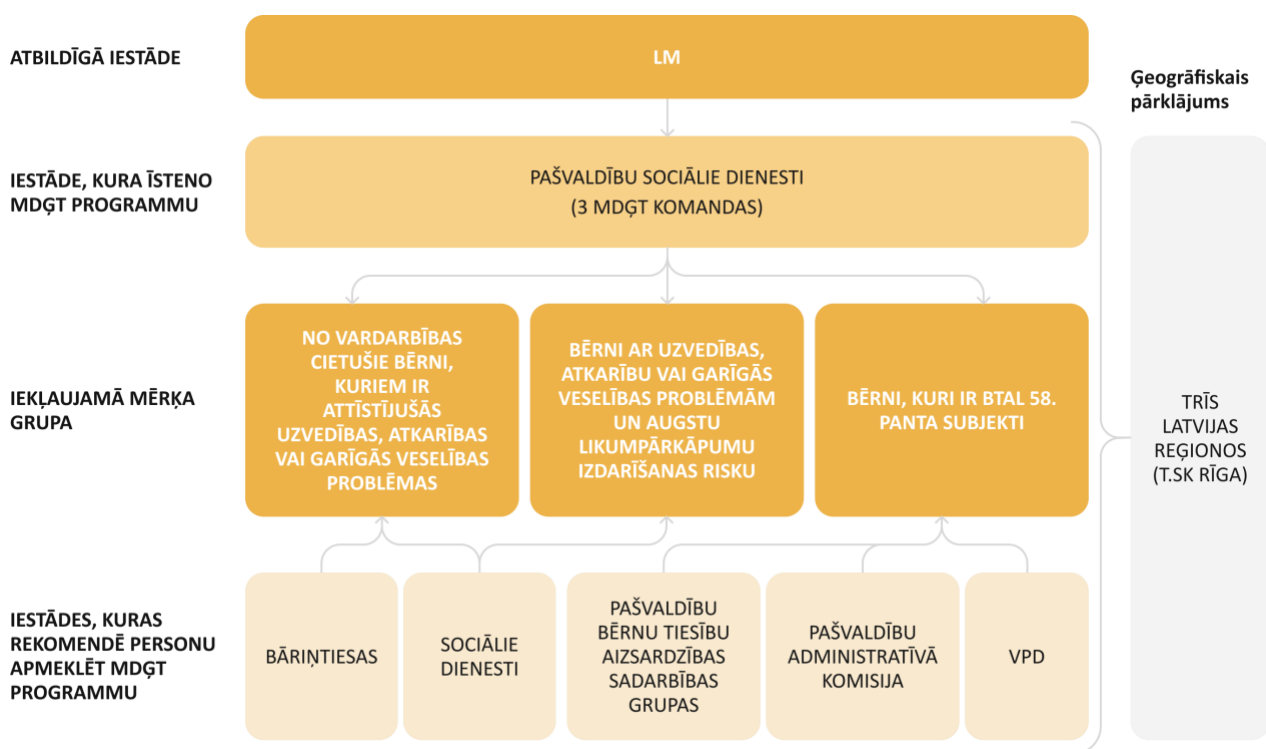 ATBILDĪGĀ IESTĀDE
LM
Ģeogrāfiskais
pārklājums
IESTĀDE, KURA ĪSTENO
MDĢT PROGRAMMU
PAŠVALDĪBU SOCIĀLIE DIENESTI
(3 MDĢT KOMANDAS)
IEKĻAUJAMĀ MĒRĶA
GRUPA
NO VARDARBĪBAS
CIETUŠIE BĒRNI,
KURIEM IR
ATTĪSTĪJUŠĀS
UZVEDĪBAS, ATKARĪBAS
VAI GARĪGĀS VESELĪBAS
PROBLĒMAS
BĒRNI AR UZVEDĪBAS,
ATKARĪBU VAI GARĪGĀS
VESELĪBAS PROBLĒMĀM
UN AUGSTU
LIKUMPĀRKĀPUMU
IZDARĪŠANAS RISKU
BĒRNI, KURI IR BTAL 58.
PANTA SUBJEKTI
TRĪS
LATVIJAS
REĢIONOS
(T.SK RĪGA)
IESTĀDES, KURAS
REKOMENDĒ PERSONU
APMEKLĒT MDĢT
PROGRAMMU
BĀRIŅTIESAS
SOCIĀLIE
DIENESTI
PAŠVALDĪBU
BĒRNU TIESĪBU
AIZSARDZĪBAS
SADARBĪBAS
GRUPAS
PAŠVALDĪBU
ADMINISTRATĪVĀ
KOMISIJA
VPD